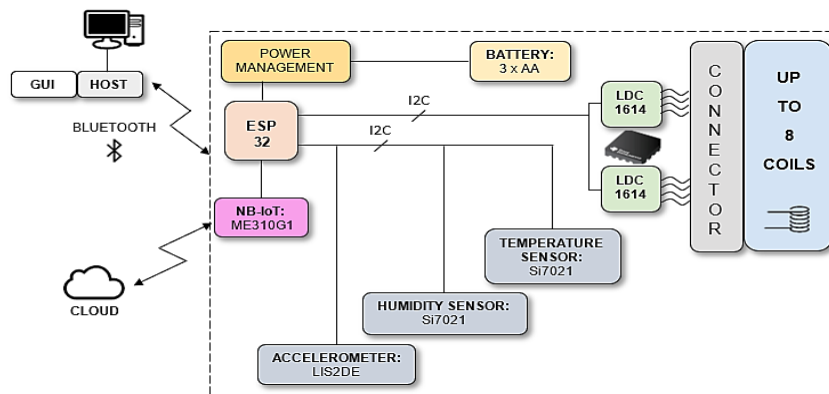 POWER
MANAGEMENT
BATTERY:
3 x AA
GUI
HOST
BLUETOOTH
ESP
32
I2C
I2C
LDC
1614
LDC
1614
CONNECTOR
UP
TO
8
COILS
NB-IoT:
ME310G1
CLOUD
TEMPERATURE
SENSOR:
Si7021
HUMIDITY SENSOR:
Si7021
ACCELEROMETER:
LIS2DE